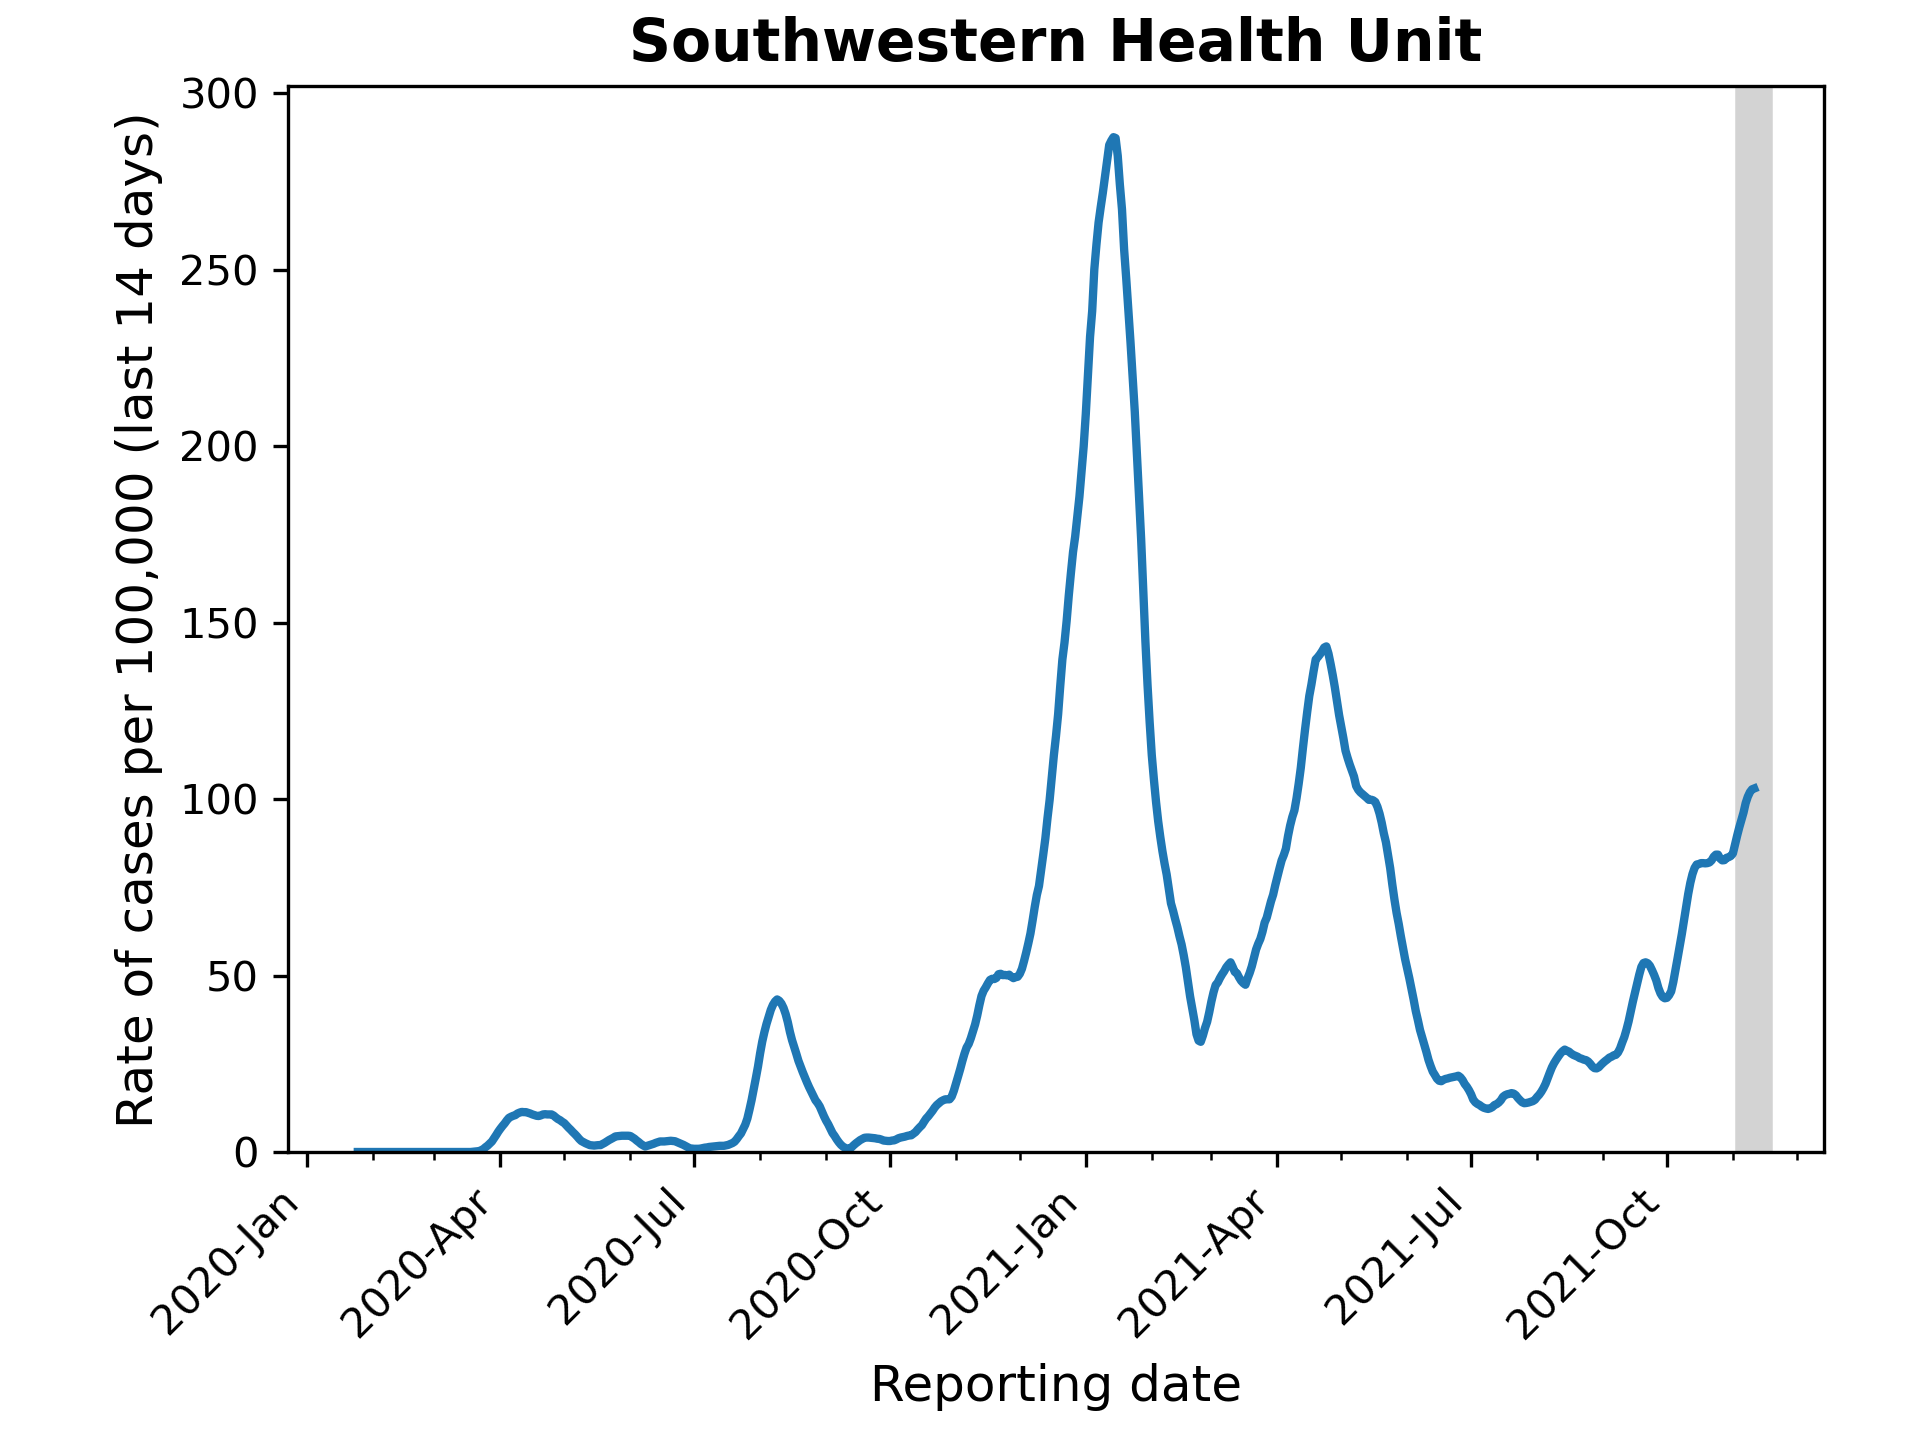 Southwestern Health Unit
Rate of cases per 100,000 (last 14 days)
300
250
200
150
100
50
0
2020-Jan
2020-Apr
2020-Jul
2020-Oct
2021-Jan
2021-Apr
2021-Jul
2021-Oct
Reporting date